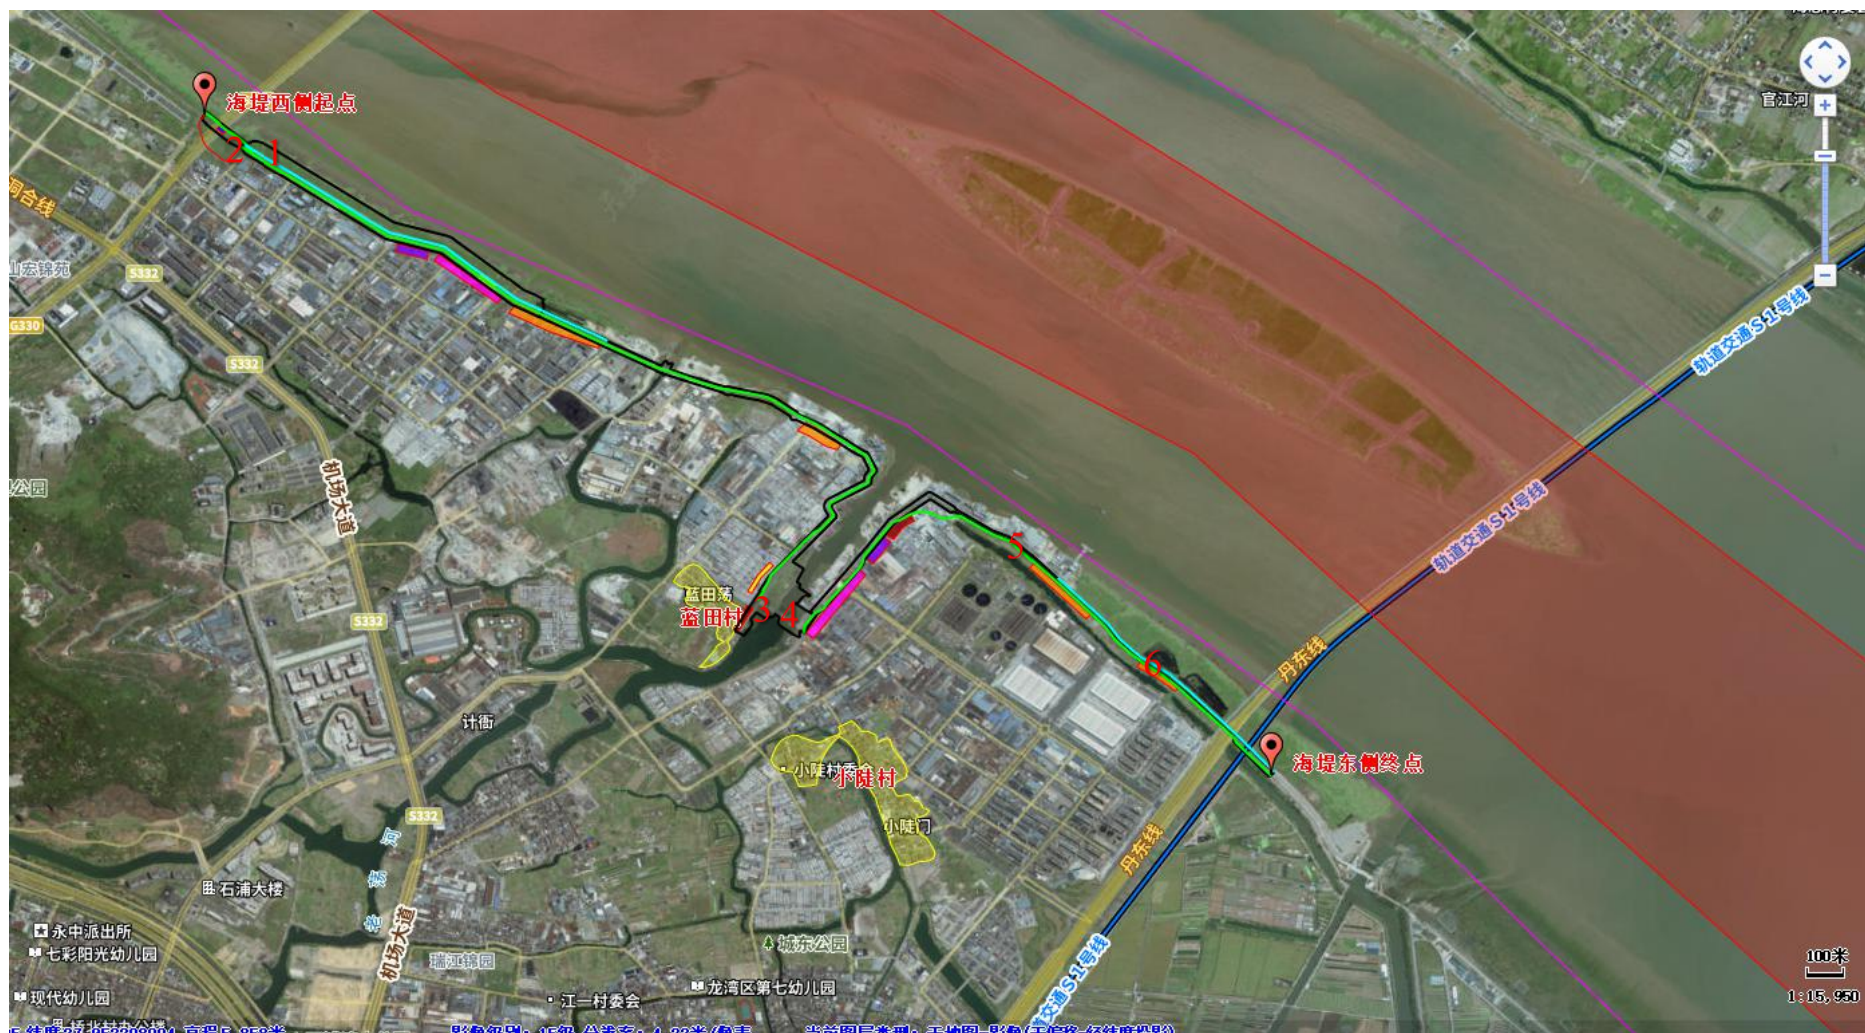 官江河
海堤西侧起点
2 1
山宏锦苑
S332
G330
S332
轨道交通S1号线
公园
机场大道
轨道交通S1号线
5
蓝田荡
蓝田村
3 4
S332
丹东线
6
计衙
海堤东侧终点
小陡村委会
小陡村
小陡门
S332
丹东线
老荡河
石浦大楼
机场大道
永中派出所
七彩阳光幼儿园
城东公园
瑞江锦园
100米
龙湾区第七幼儿园
现代幼儿园
江一村委会
1:15,950
道交通S1号线